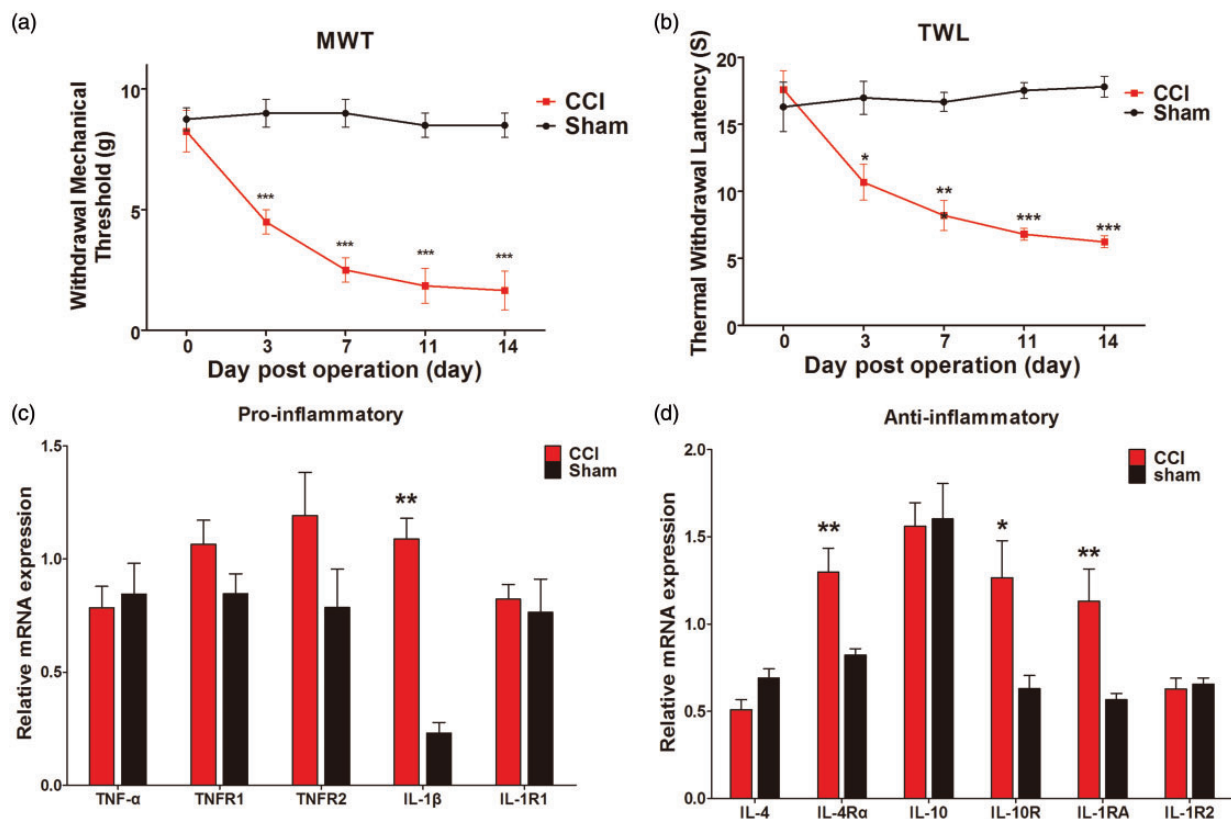 (a)
MWT
Withdrawal Mechanical
Threshold (g)
10
5
0
CCI
Sham
***
***
***
***
0 3 7 11 14
Day post operation (day)
(b)
TWL
Thermal Withdrawal Lantency (S)
20
15
10
5
0
CCI
Sham
*
**
***
***
0 3 7 11 14
Day post operation (day)
(c)
Pro-inflammatory
Relative mRNA expression
1.5
1.0
0.5
0.0
CCI
Sham
**
TNF-α TNFR1 TNFR2 IL-1β IL-1R1
(d)
Anti-inflammatory
Relative mRNA expression
2.0
1.5
1.0
0.5
0.0
CCI
sham
**
*
**
IL-4 IL-4Rα IL-10 IL-10R IL-1RA IL-1R2